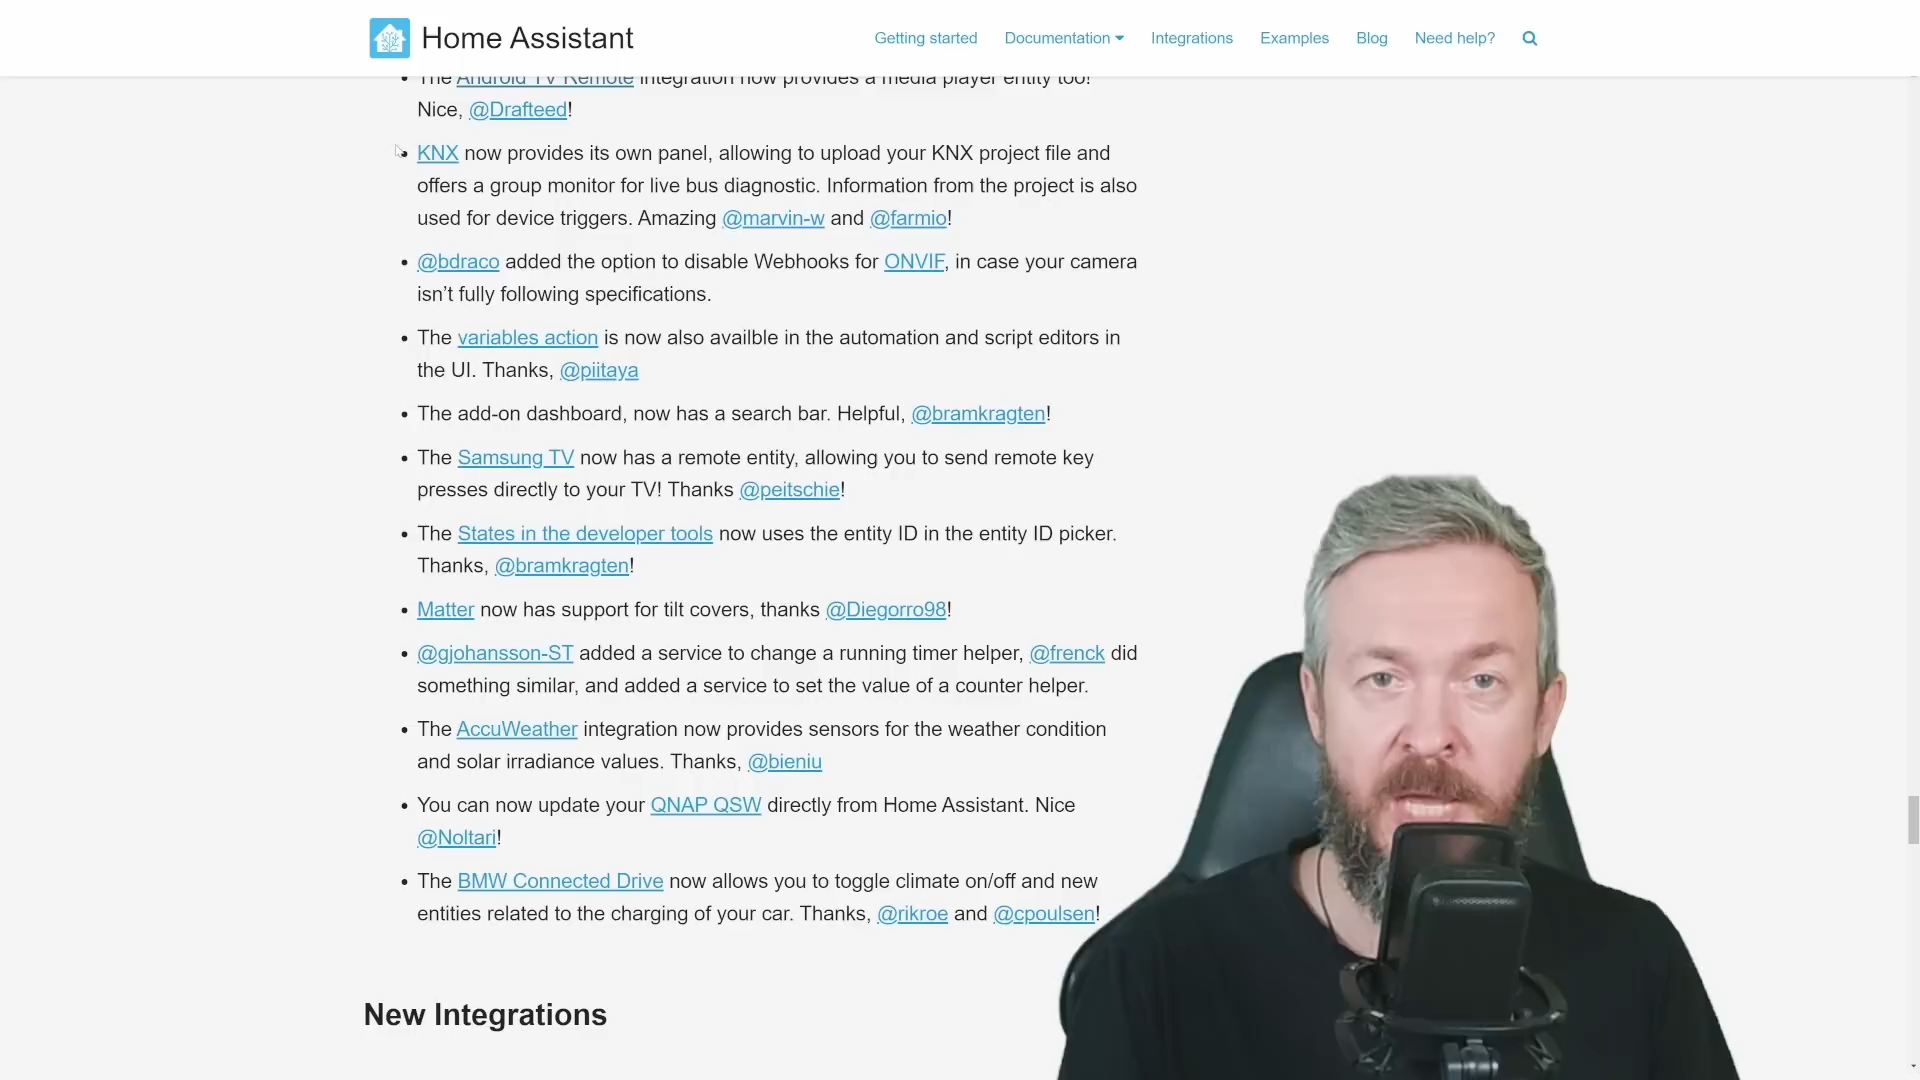 Home Assistant
Getting started Documentation Integrations Examples Blog Need help?
The Android TV Remote integration now provides a media player entity too!
Nice, @Drafteed!
KNX now provides its own panel, allowing to upload your KNX project file and
offers a group monitor for live bus diagnostic. Information from the project is also
used for device triggers. Amazing @marvin-w and @farmio!
@bdraco added the option to disable Webhooks for ONVIF, in case your camera
isn’t fully following specifications.
The variables action is now also availble in the automation and script editors in
the UI. Thanks, @piitaya
The add-on dashboard, now has a search bar. Helpful, @bramkragten!
The Samsung TV now has a remote entity, allowing you to send remote key
presses directly to your TV! Thanks @peitschie!
The States in the developer tools now uses the entity ID in the entity ID picker.
Thanks, @bramkragten!
Matter now has support for tilt covers, thanks @Diegorro98!
@gjohansson-ST added a service to change a running timer helper, @frenck did
something similar, and added a service to set the value of a counter helper.
The AccuWeather integration now provides sensors for the weather condition
and solar irradiance values. Thanks, @bieniu
You can now update your QNAP QSW directly from Home Assistant. Nice
@Noltari!
The BMW Connected Drive now allows you to toggle climate on/off and new
entities related to the charging of your car. Thanks, @rikroe and @cpoulsen!
New Integrations